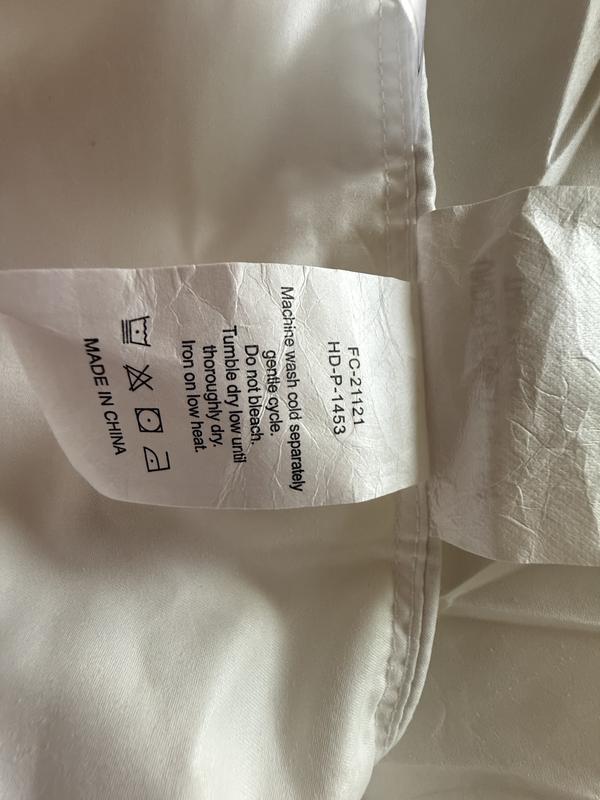 FC-21121
HD-P-1453
Machine wash cold separately
gentle cycle.
Do not bleach.
Tumble dry low until
thoroughly dry.
Iron on low heat.
MADE IN CHINA